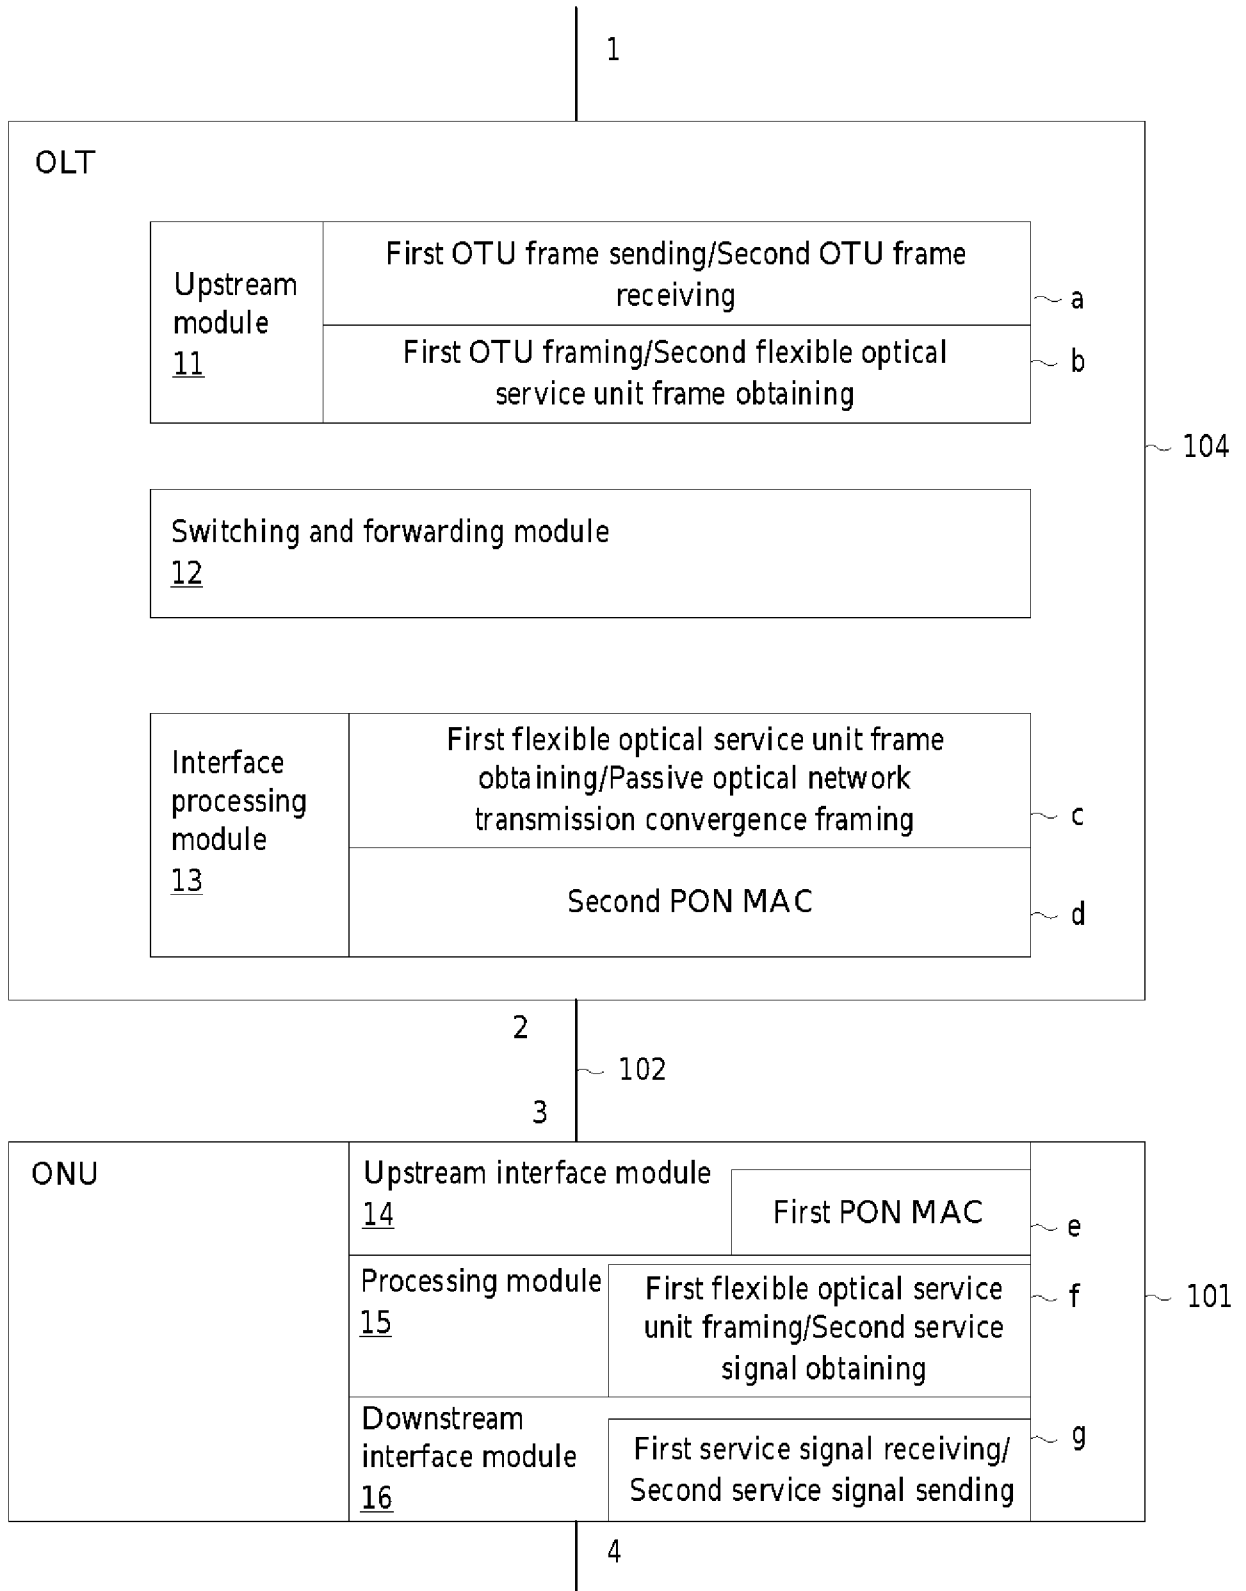 1
OLT
Upstream
module
11
First OTU frame sending/Second OTU frame
receiving
a
First OTU framing/Second flexible optical
service unit frame obtaining
b
104
Switching and forwarding module
12
Interface
processing
module
13
First flexible optical service unit frame
obtaining/Passive optical network
transmission convergence framing
c
Second PON MAC
d
2
102
3
ONU
Upstream interface module
14
First PON MAC
e
Processing module
15
First flexible optical service
unit framing/Second service
signal obtaining
f
101
Downstream
interface module
16
First service signal receiving/
Second service signal sending
g
4